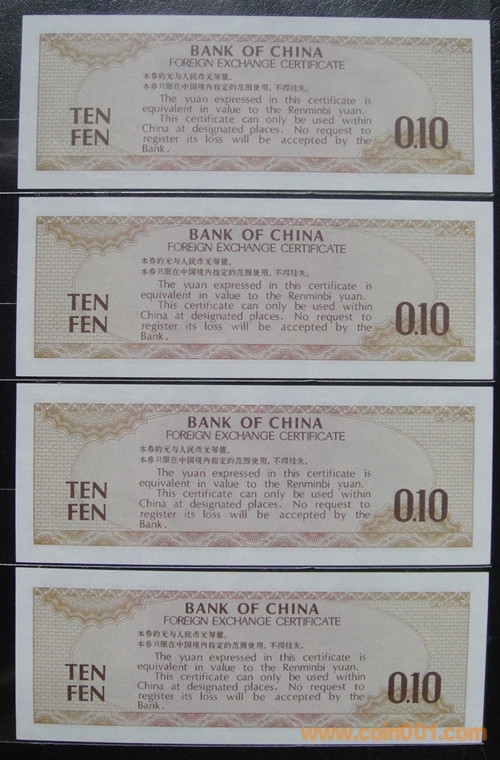 BANK OF CHINA
FOREIGN EXCHANGE CERTIFICATE
本券的元与人民币元等值。
本券只限在中国境内指定的范围使用，不得挂失。
The yuan expressed in this certificate is
equivalent in value to the Renminbi yuan.
This certificate can only be used within
China at designated places. No request to
register its loss will be accepted by the
Bank.
TEN
FEN
0.10
BANK OF CHINA
FOREIGN EXCHANGE CERTIFICATE
本券的元与人民币元等值。
本券只限在中国境内指定的范围使用，不得挂失。
The yuan expressed in this certificate is
equivalent in value to the Renminbi yuan.
This certificate can only be used within
China at designated places. No request to
register its loss will be accepted by the
Bank.
TEN
FEN
0.10
BANK OF CHINA
FOREIGN EXCHANGE CERTIFICATE
本券的元与人民币元等值。
本券只限在中国境内指定的范围使用，不得挂失。
The yuan expressed in this certificate is
equivalent in value to the Renminbi yuan.
This certificate can only be used within
China at designated places. No request to
register its loss will be accepted by the
Bank.
TEN
FEN
0.10
BANK OF CHINA
FOREIGN EXCHANGE CERTIFICATE
本券的元与人民币元等值。
本券只限在中国境内指定的范围使用，不得挂失。
The yuan expressed in this certificate is
equivalent in value to the Renminbi yuan.
This certificate can only be used within
China at designated places. No request to
register its loss will be accepted by the
Bank.
TEN
FEN
0.10
www.coin001.com